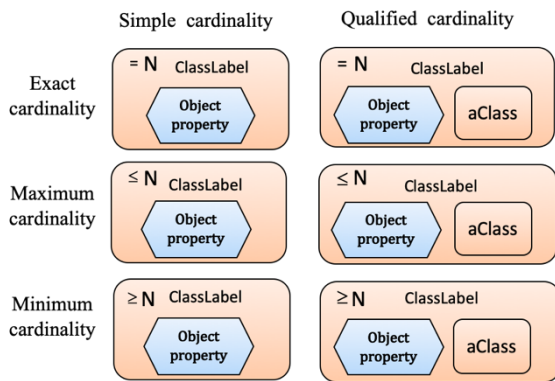 Simple cardinality
Qualified cardinality
Exact
cardinality
= N ClassLabel
Object
property
= N ClassLabel
Object
property
aClass
Maximum
cardinality
≤ N ClassLabel
Object
property
≤ N ClassLabel
Object
property
aClass
Minimum
cardinality
≥ N ClassLabel
Object
property
≥ N ClassLabel
Object
property
aClass